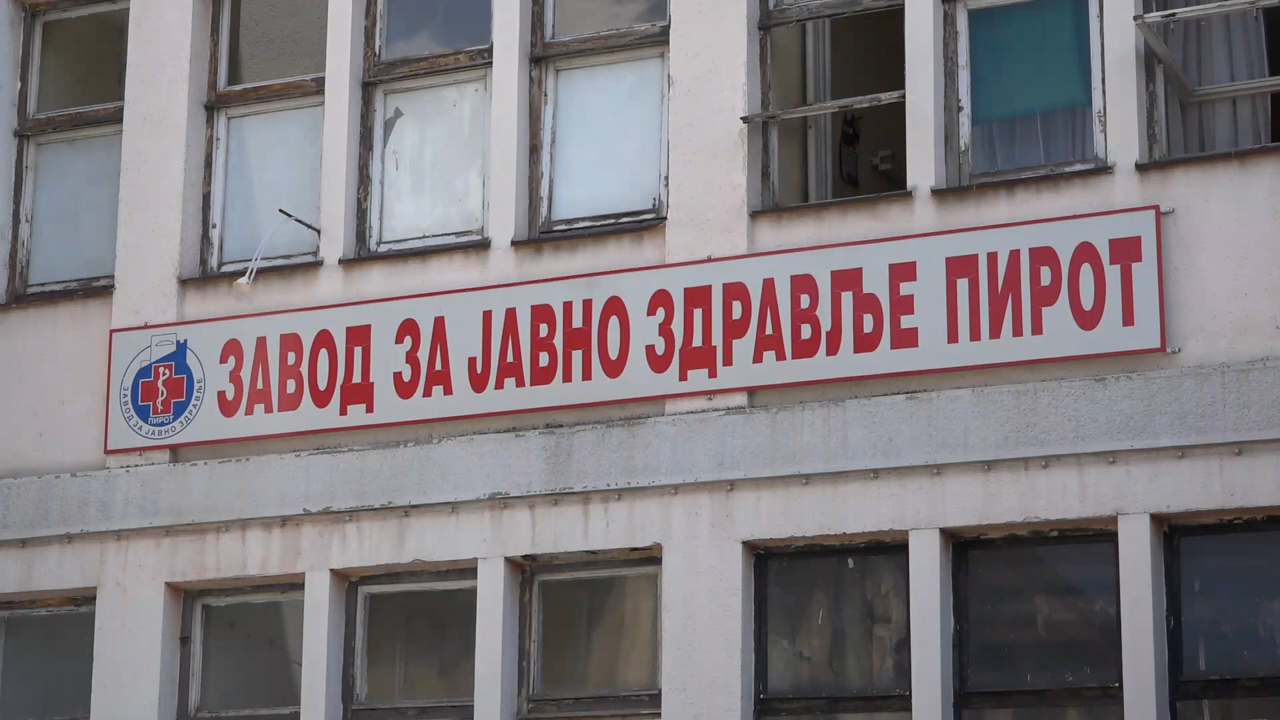 ЗАВОД ЗА ЈАВНО ЗДРАВЉЕ ПИРОТ
ПИРОТ
ЗАВОД ЗА ЈАВНО ЗДРАВЉЕ